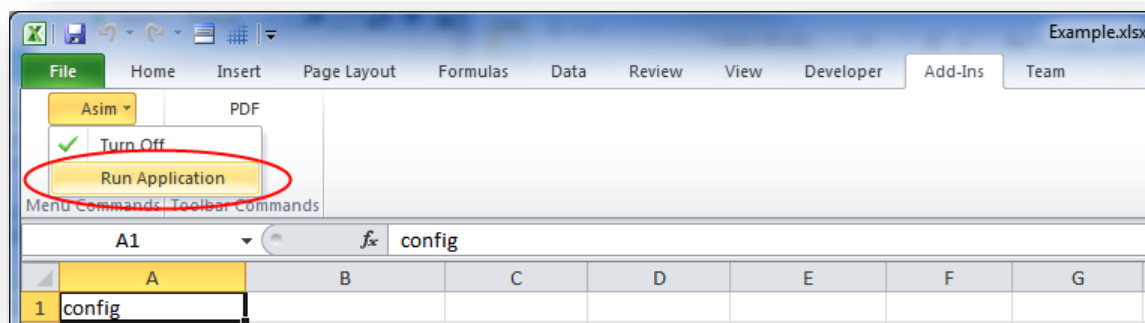 Example.xlsx
File Home Insert Page Layout Formulas Data Review View Developer Add-Ins Team
Asim PDF
Turn Off
Run Application
Menu Commands Toolbar Commands
A1 fx config
A B C D E F G
1 config